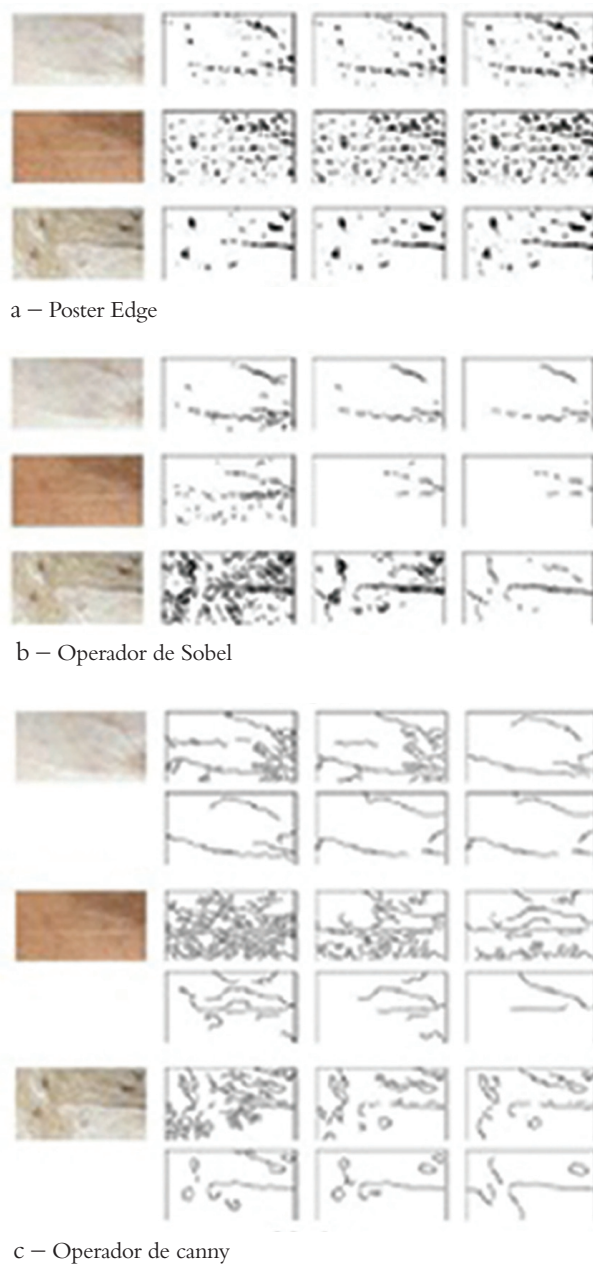 a – Poster Edge
b – Operador de Sobel
c – Operador de canny